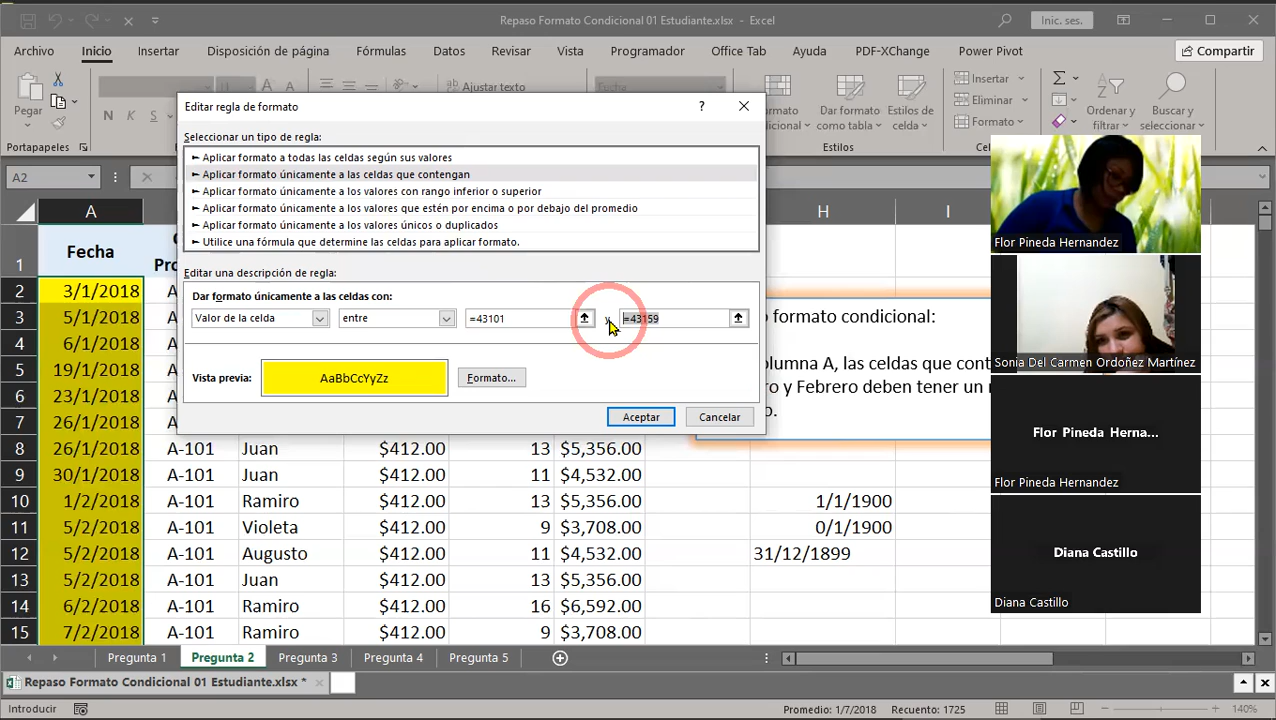 Repaso Formato Condicional 01 Estudiante.xlsx - Excel
Inic. ses.
Archivo Inicio Insertar Disposición de página Fórmulas Datos Revisar Vista Programador Office Tab Ayuda PDF-XChange Power Pivot Compartir
Pegar
N K S
Ajustar texto
Fecha
Formato
condicional
Dar formato
como tabla
Estilos de
celda
Insertar
Eliminar
Formato
Ordenar y
filtrar
Buscar y
seleccionar
Portapapeles
Estilos
A2
Editar regla de formato
?
Seleccionar un tipo de regla:
► Aplicar formato a todas las celdas según sus valores
► Aplicar formato únicamente a las celdas que contengan
► Aplicar formato únicamente a los valores con rango inferior o superior
► Aplicar formato únicamente a los valores que estén por encima o por debajo del promedio
► Aplicar formato únicamente a los valores únicos o duplicados
► Utilice una fórmula que determine las celdas para aplicar formato.
Editar una descripción de regla:
Dar formato únicamente a las celdas con:
Valor de la celda entre =43101 y =43159
Vista previa: AaBbCcYyZz Formato...
Aceptar Cancelar
A H I
1 Fecha
2 3/1/2018
3 5/1/2018
4 16/1/2018
5 19/1/2018
6 23/1/2018
7 26/1/2018
8 26/1/2018 A-101 Juan $412.00 13 $5,356.00
9 30/1/2018 A-101 Juan $412.00 11 $4,532.00
10 1/2/2018 A-101 Ramiro $412.00 13 $5,356.00 1/1/1900
11 5/2/2018 A-101 Violeta $412.00 9 $3,708.00 0/1/1900
12 5/2/2018 A-101 Augusto $412.00 11 $4,532.00 31/12/1899
13 5/2/2018 A-101 Juan $412.00 13 $5,356.00
14 6/2/2018 A-101 Ramiro $412.00 16 $6,592.00
15 7/2/2018 A-101 Ramiro $412.00 9 $3,708.00
formato condicional:
columna A, las celdas que
y Febrero deben tener un
Flor Pineda Hernandez
Sonia Del Carmen Ordoñez Martínez
Flor Pineda Herna...
Flor Pineda Hernandez
Diana Castillo
Diana Castillo
Pregunta 1 Pregunta 2 Pregunta 3 Pregunta 4 Pregunta 5
Repaso Formato Condicional 01 Estudiante.xlsx *
Introducir
Promedio: 1/7/2018 Recuento: 1725
140%